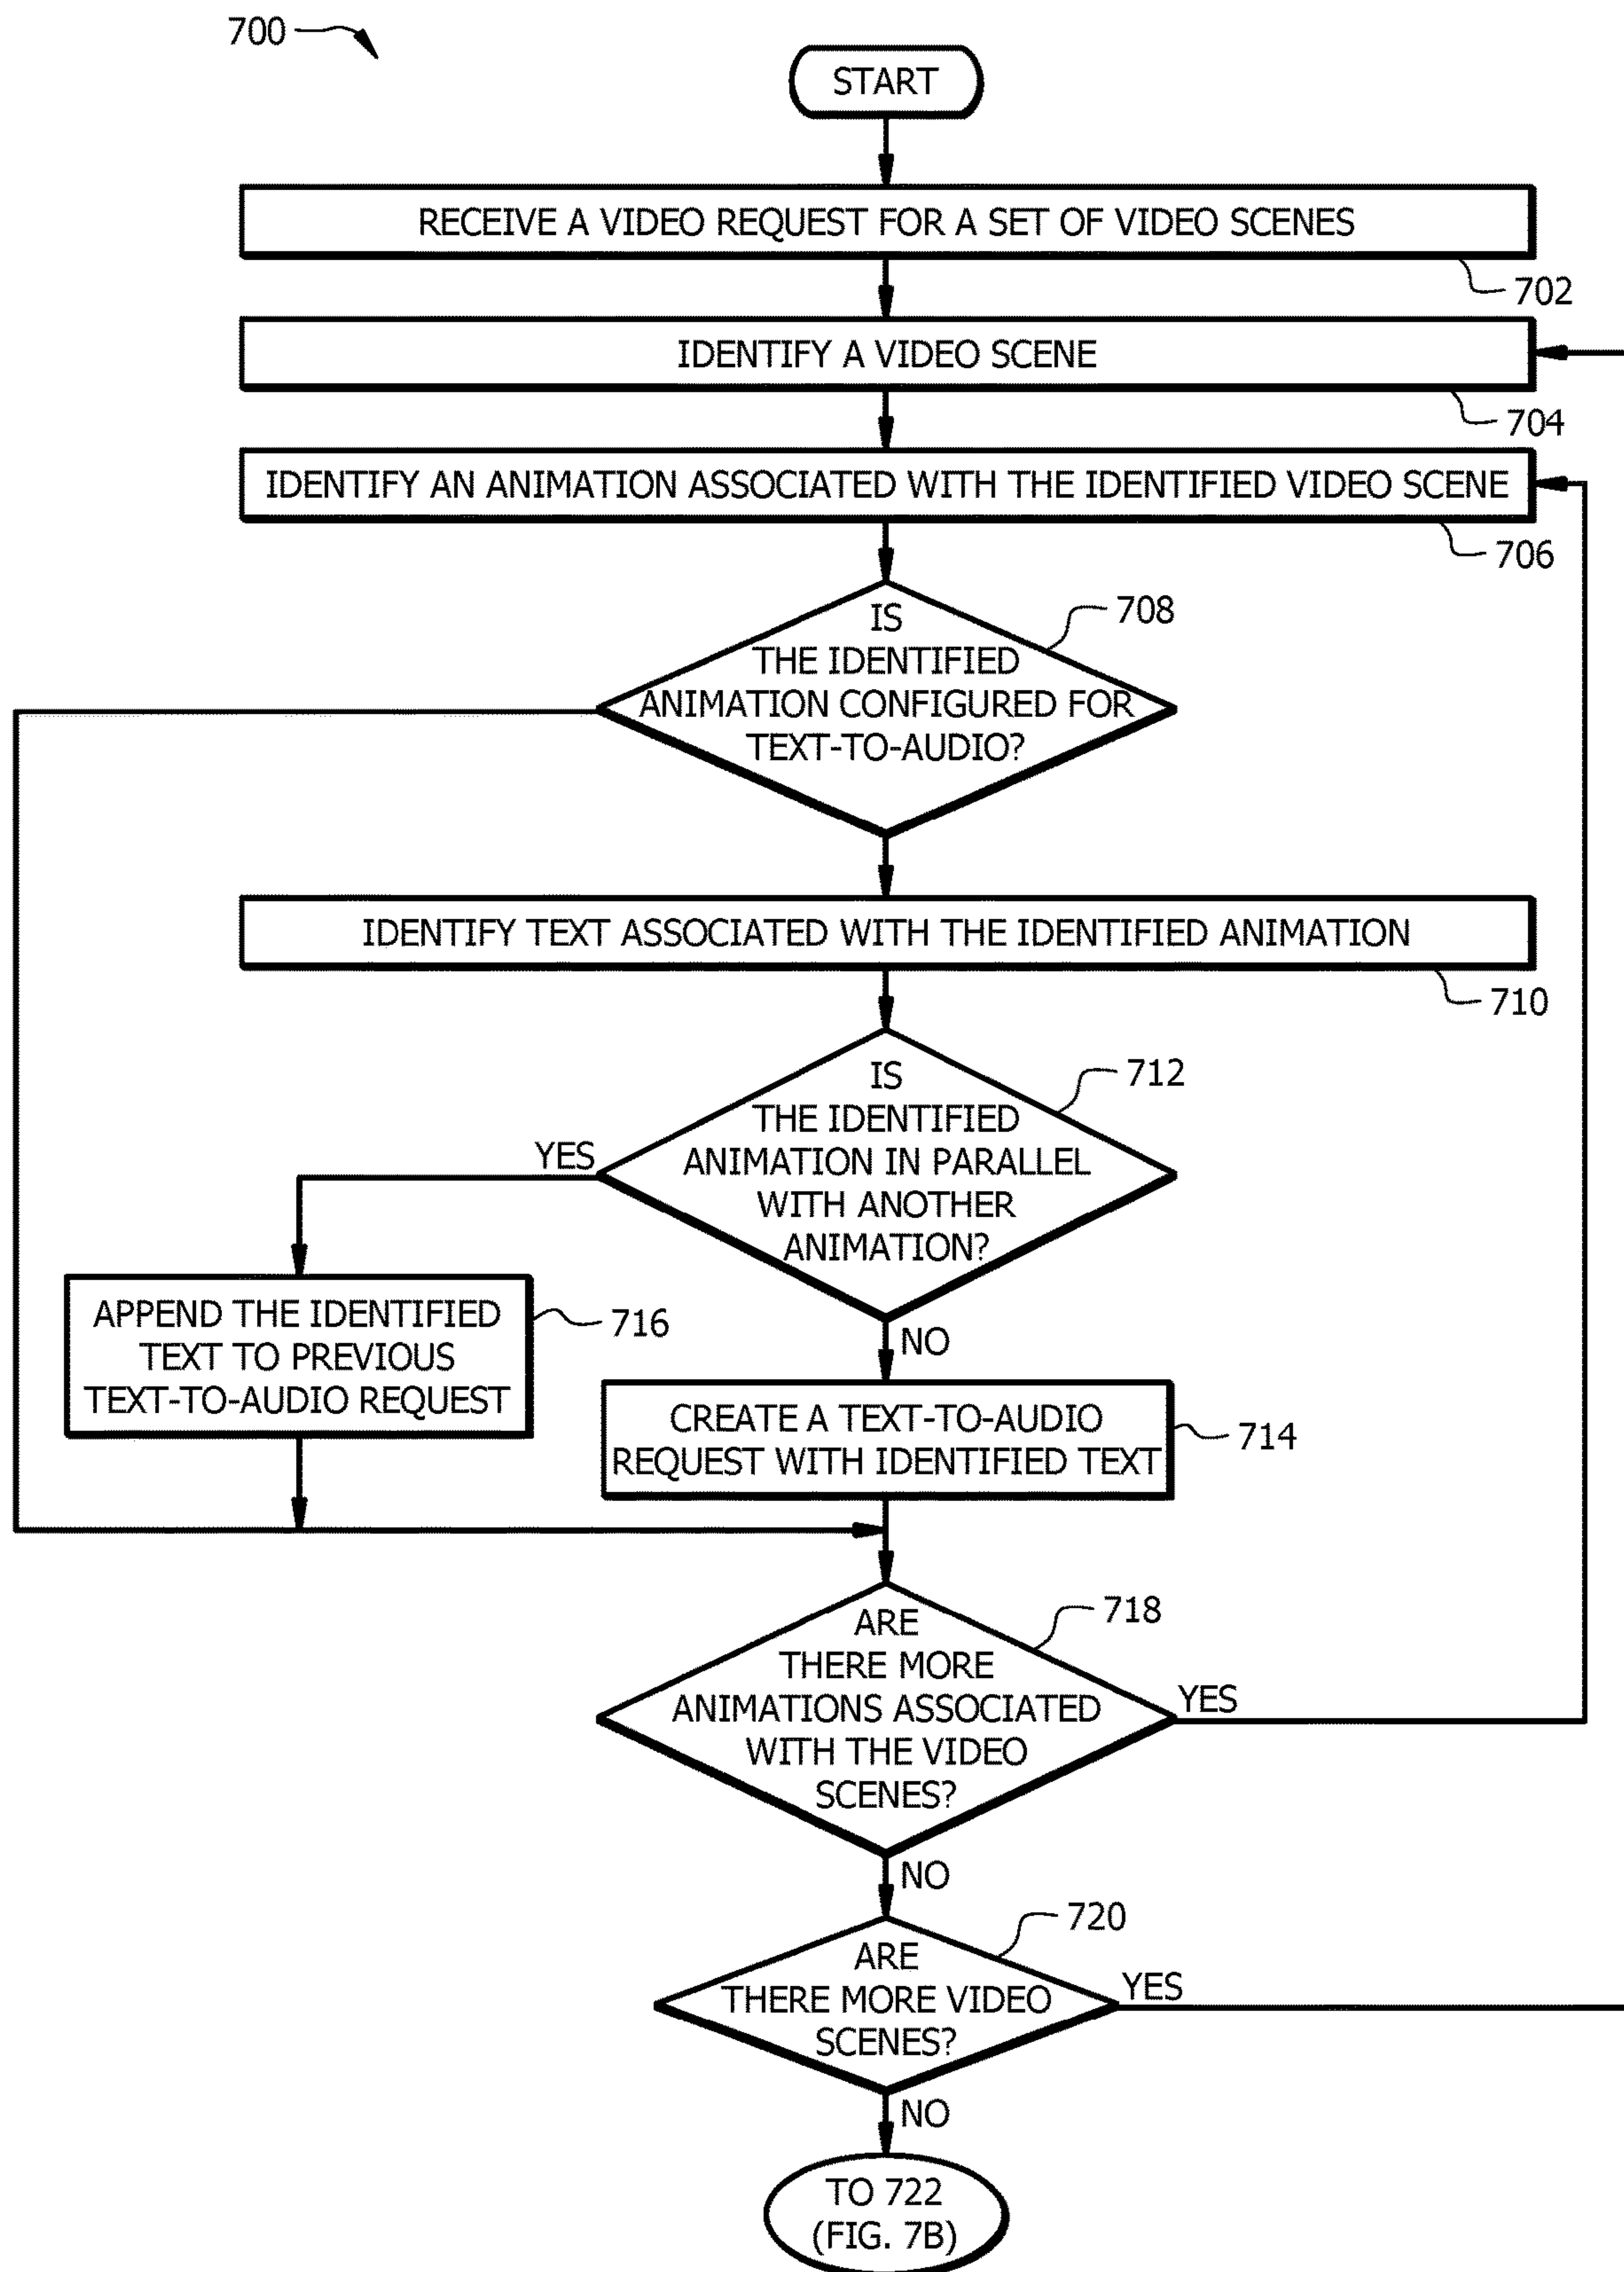 700
START
RECEIVE A VIDEO REQUEST FOR A SET OF VIDEO SCENES
702
IDENTIFY A VIDEO SCENE
704
IDENTIFY AN ANIMATION ASSOCIATED WITH THE IDENTIFIED VIDEO SCENE
706
708
IS
THE IDENTIFIED
ANIMATION CONFIGURED FOR
TEXT-TO-AUDIO?
IDENTIFY TEXT ASSOCIATED WITH THE IDENTIFIED ANIMATION
710
712
IS
THE IDENTIFIED
ANIMATION IN PARALLEL
WITH ANOTHER
ANIMATION?
YES
NO
APPEND THE IDENTIFIED
TEXT TO PREVIOUS
TEXT-TO-AUDIO REQUEST
716
CREATE A TEXT-TO-AUDIO
REQUEST WITH IDENTIFIED TEXT
714
718
ARE
THERE MORE
ANIMATIONS ASSOCIATED
WITH THE VIDEO
SCENES?
YES
NO
720
ARE
THERE MORE VIDEO
SCENES?
YES
NO
TO 722
(FIG. 7B)